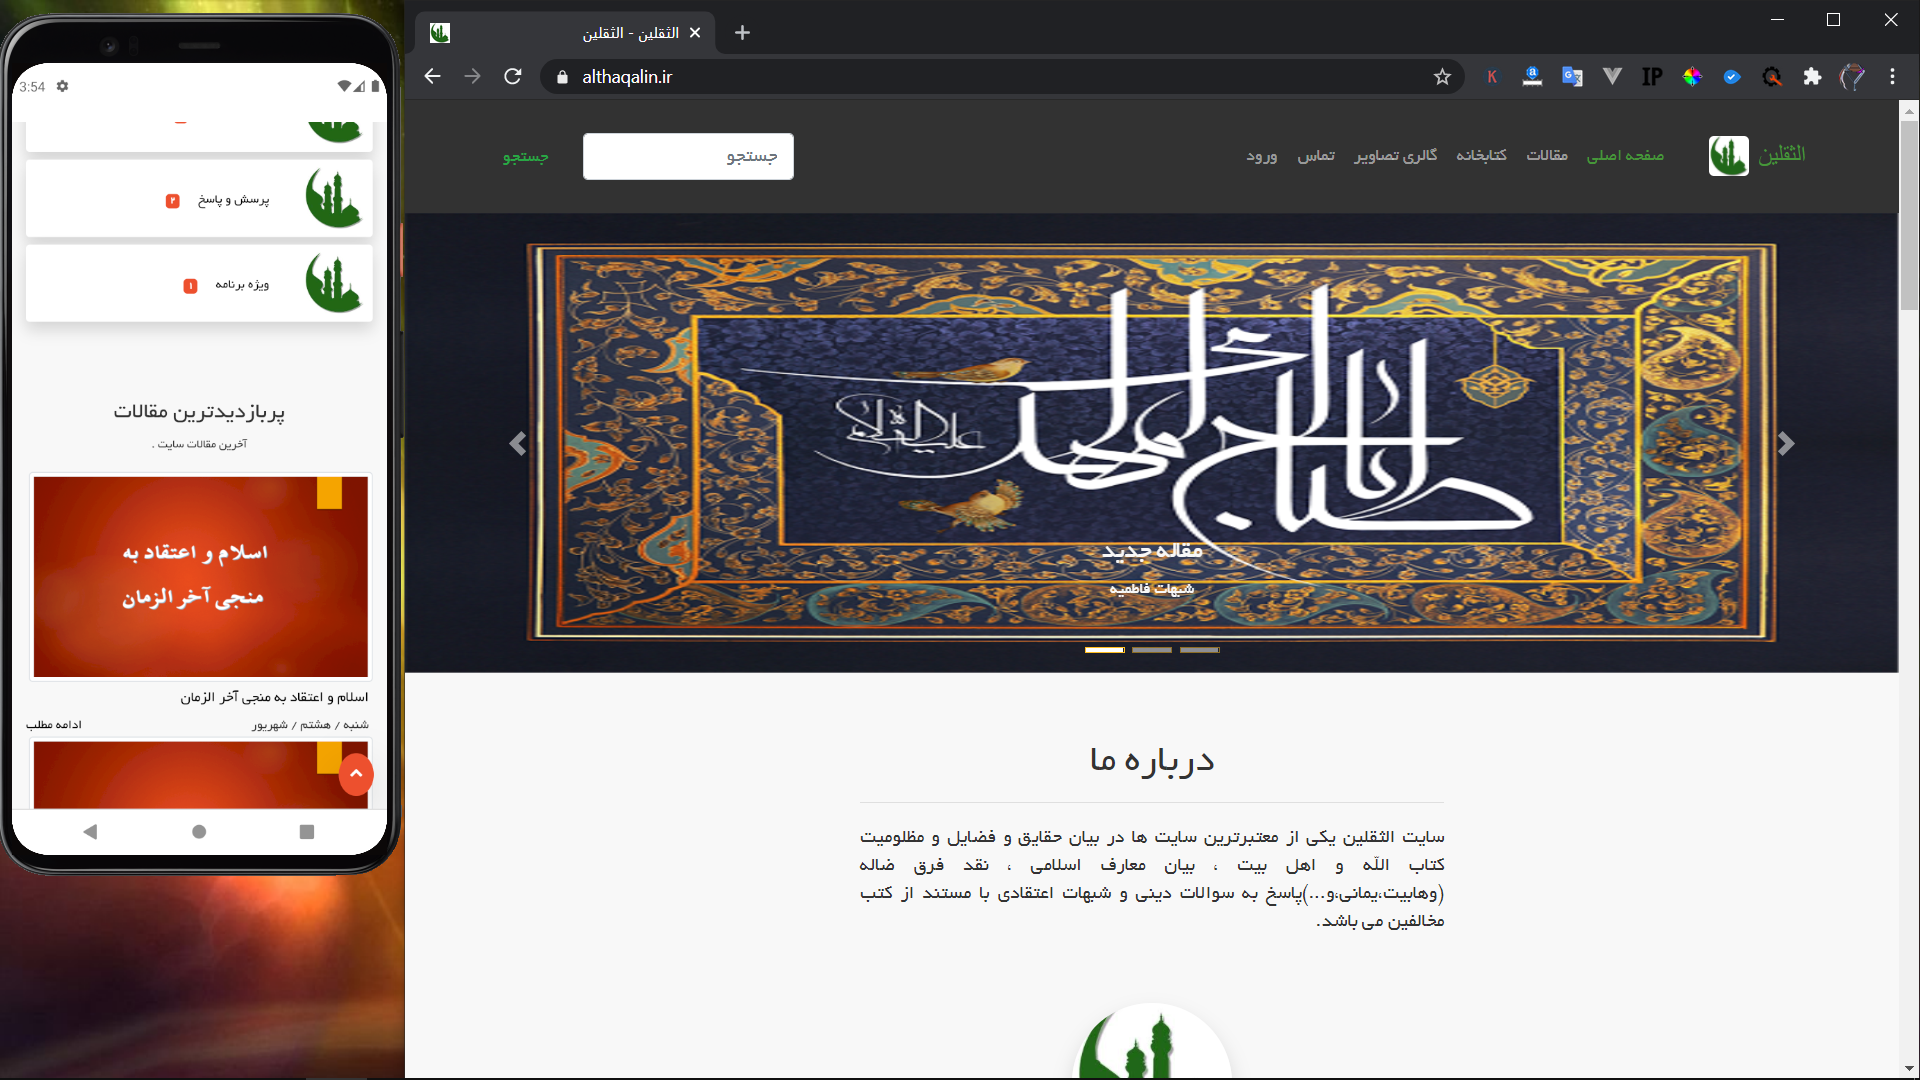 3:54
پرسش و پاسخ ۲
ویژه برنامه ۱
پربازدیدترین مقالات
آخرین مقالات سایت .
اسلام و اعتقاد به
منجی آخر الزمان
اسلام و اعتقاد به منجی آخر الزمان
شنبه / هشتم / شهریور ادامه مطلب
الثقلین - الثقلین
althaqalin.ir
K a G IP
الثقلین صفحه اصلی مقالات کتابخانه گالری تصاویر تماس ورود جستجو جستجو
مقاله جدید
شبهات فاطمیه
درباره ما
سایت الثقلین یکی از معتبرترین سایت ها در بیان حقایق و فضایل و مظلومیت
کتاب الله و اهل بیت ، بیان معارف اسلامی ، نقد فرق ضاله
(وهابیت،یمانی،و...)پاسخ به سوالات دینی و شبهات اعتقادی با مستند از کتب
مخالفین می باشد.